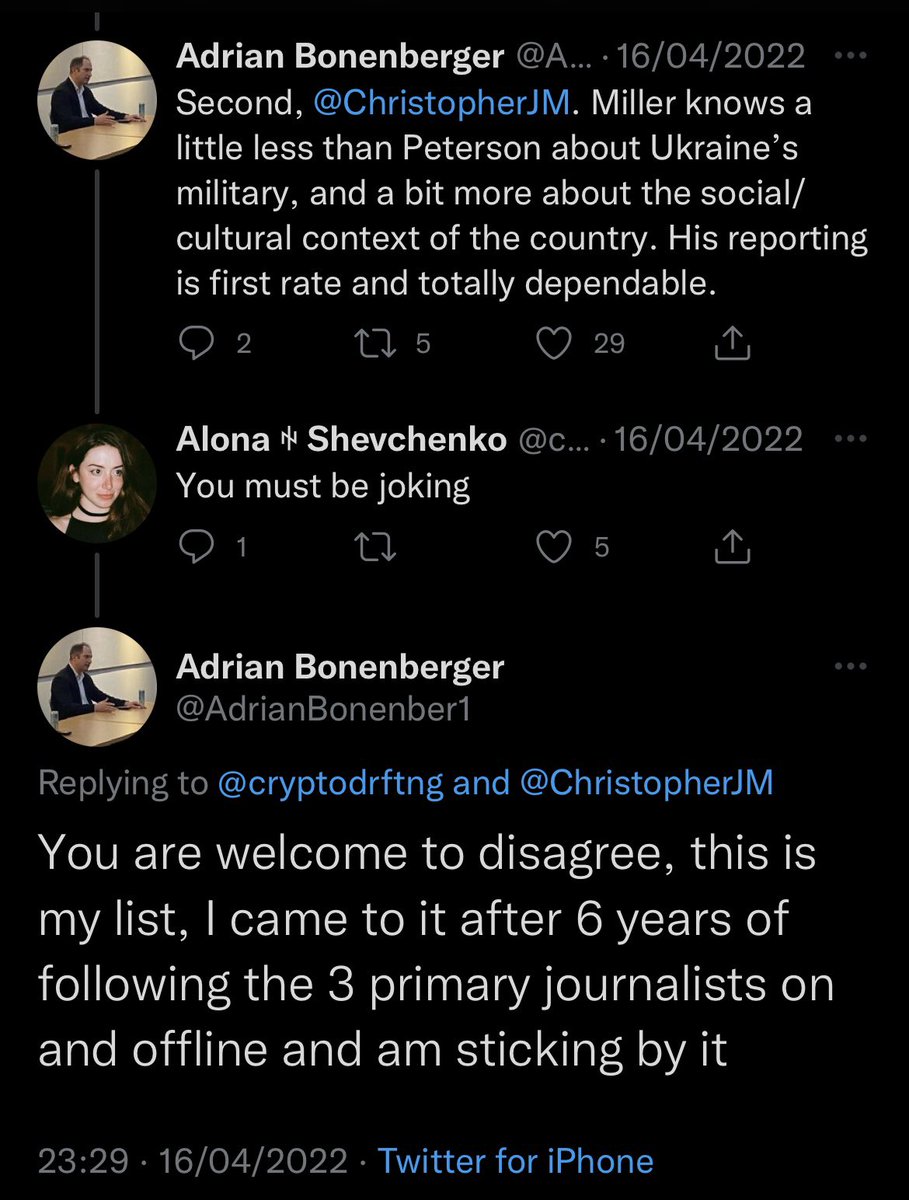 Adrian Bonenberger @A... · 16/04/2022 ...
Second, @ChristopherJM. Miller knows a
little less than Peterson about Ukraine’s
military, and a bit more about the social/
cultural context of the country. His reporting
is first rate and totally dependable.
2 5 29
Alona Shevchenko @c... · 16/04/2022 ...
You must be joking
1 5
Adrian Bonenberger ...
@AdrianBonenber1
Replying to @cryptodrftng and @ChristopherJM
You are welcome to disagree, this is
my list, I came to it after 6 years of
following the 3 primary journalists on
and offline and am sticking by it
23:29 · 16/04/2022 · Twitter for iPhone